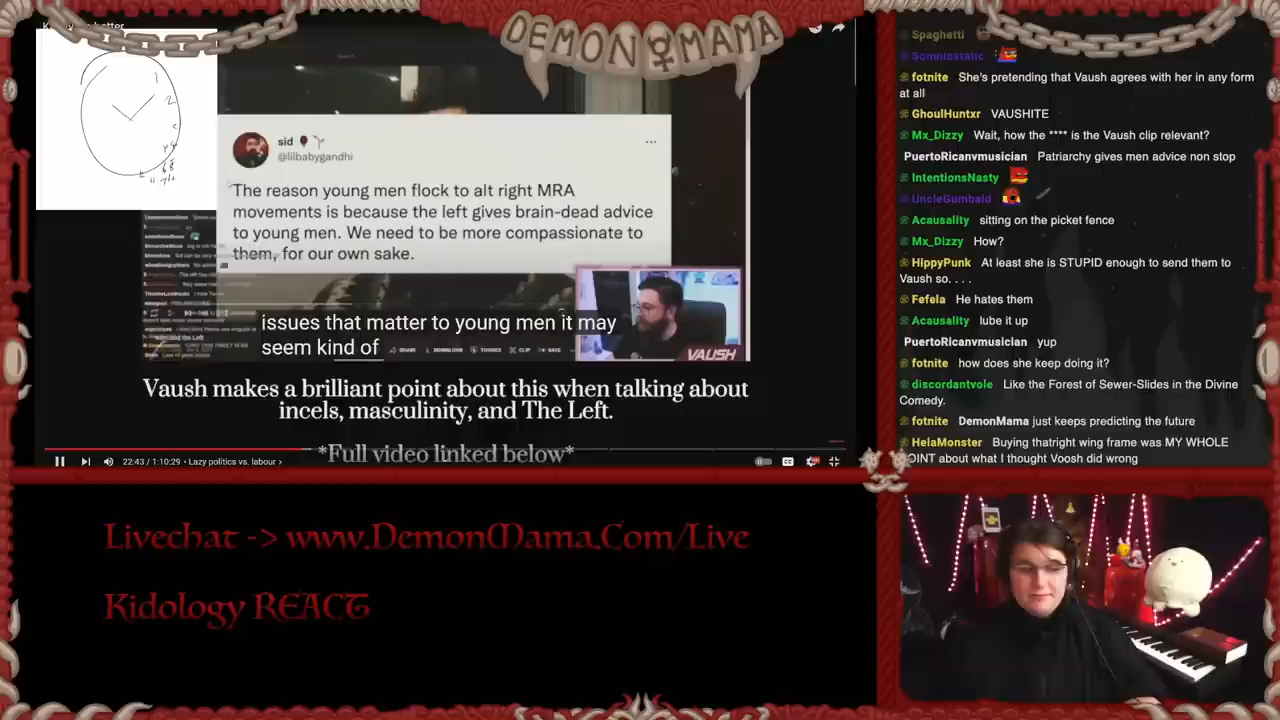 DEMON MAMA
sid
@lilbabygandhi
The reason young men flock to alt right MRA
movements is because the left gives brain-dead advice
to young men. We need to be more compassionate to
them, for our own sake.
issues that matter to young men it may
seem kind of
SHARE DOWNLOAD THANKS CLIP SAVE
VAUSH
Vaush makes a brilliant point about this when talking about
incels, masculinity, and The Left.
*Full video linked below*
22:43 / 1:10:29 • Lazy politics vs. labour >
1
2
Livechat -> www.DemonMama.Com/Live
Kidology REACT
Spaghetti
Somniostatic :
fotnite She's pretending that Vaush agrees with her in any form
at all
GhoulHuntxr VAUSHITE
Mx_Dizzy Wait, how the **** is the Vaush clip relevant?
PuertoRicanvmusician Patriarchy gives men advice non stop
IntentionsNasty
UncleGumbald
Acausality sitting on the picket fence
Mx_Dizzy How?
HippyPunk At least she is STUPID enough to send them to
Vaush so. . . .
Fefela He hates them
Acausality lube it up
PuertoRicanvmusician yup
fotnite how does she keep doing it?
discordantvole Like the Forest of Sewer-Slides in the Divine
Comedy.
fotnite DemonMama just keeps predicting the future
HelaMonster Buying thatright wing frame was MY WHOLE
POINT about what I thought Voosh did wrong